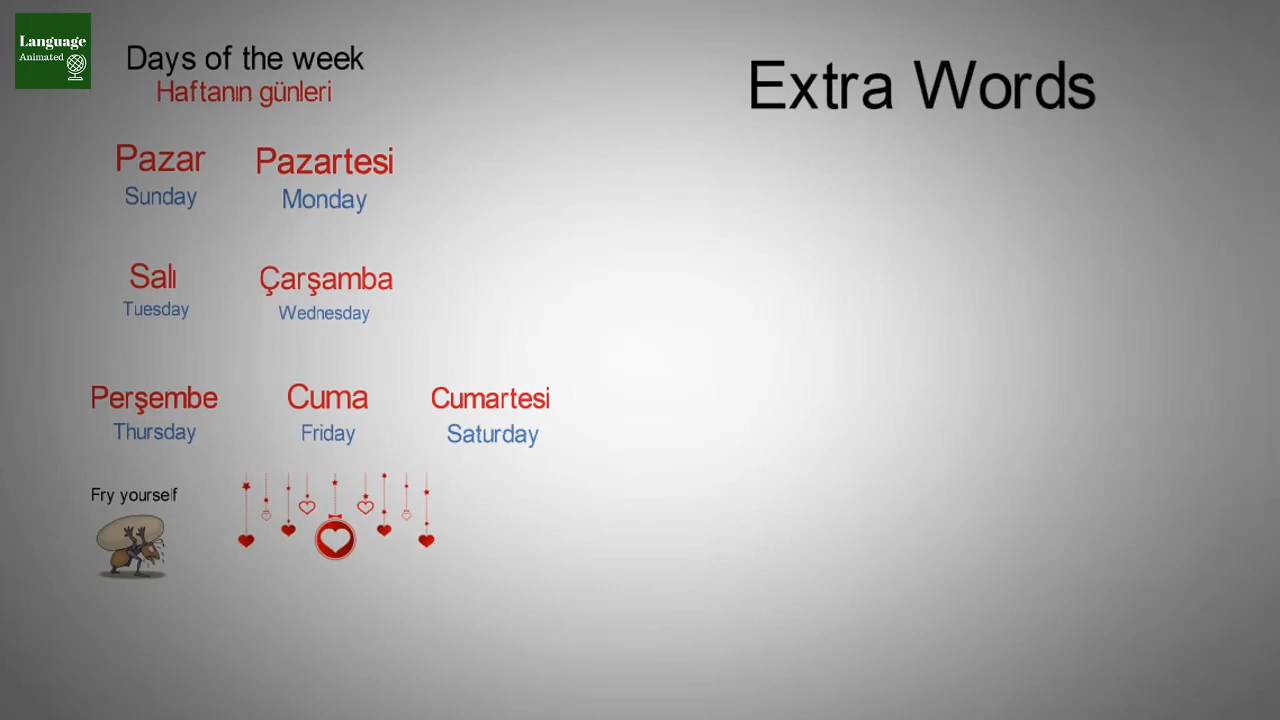 Language
Animated
Days of the week
Haftanın günleri
Extra Words
Pazar
Sunday
Pazartesi
Monday
Salı
Tuesday
Çarşamba
Wednesday
Perşembe
Thursday
Cuma
Friday
Cumartesi
Saturday
Fry yourself